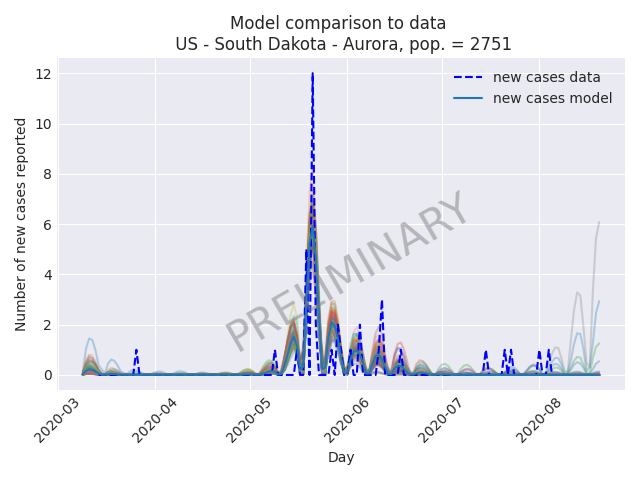 Model comparison to data
US - South Dakota - Aurora, pop. = 2751
Number of new cases reported
12
10
8
6
4
2
0
new cases data
new cases model
PRELIMINARY
2020-03
2020-04
2020-05
2020-06
2020-07
2020-08
Day